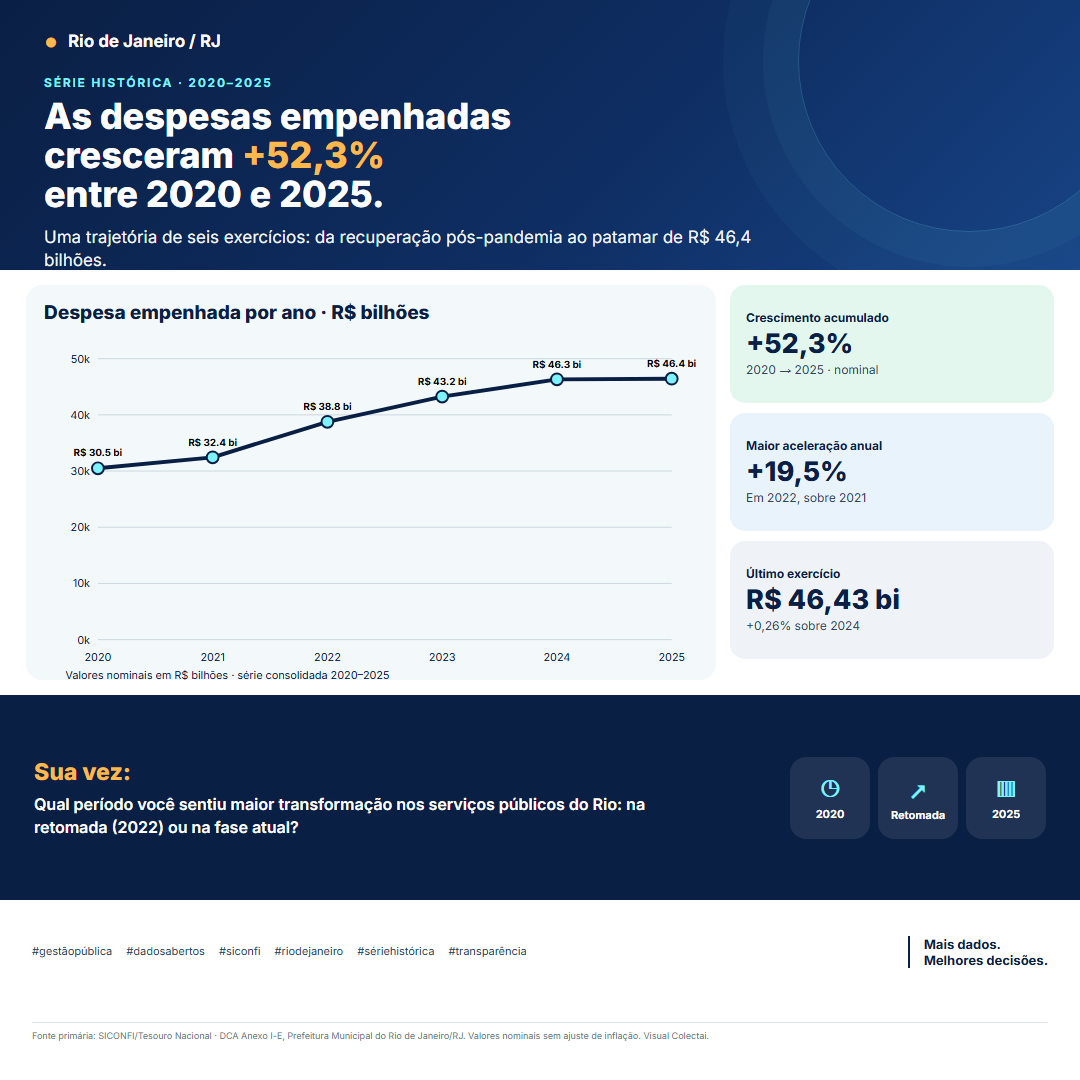 Rio de Janeiro / RJ
SÉRIE HISTÓRICA · 2020–2025
As despesas empenhadas
cresceram +52,3%
entre 2020 e 2025.
Uma trajetória de seis exercícios: da recuperação pós-pandemia ao patamar de R$ 46,4
bilhões.
Despesa empenhada por ano · R$ bilhões
50k
40k
30k
20k
10k
0k
R$ 30.5 bi
R$ 32.4 bi
R$ 38.8 bi
R$ 43.2 bi
R$ 46.3 bi
R$ 46.4 bi
2020 2021 2022 2023 2024 2025
Valores nominais em R$ bilhões · série consolidada 2020–2025
Crescimento acumulado
+52,3%
2020 → 2025 · nominal
Maior aceleração anual
+19,5%
Em 2022, sobre 2021
Último exercício
R$ 46,43 bi
+0,26% sobre 2024
Sua vez:
Qual período você sentiu maior transformação nos serviços públicos do Rio: na
retomada (2022) ou na fase atual?
2020
Retomada
2025
#gestãopública #dadosabertos #siconfi #riodejaneiro #sériehistórica #transparência
Mais dados.
Melhores decisões.
Fonte primária: SICONFI/Tesouro Nacional · DCA Anexo I-E, Prefeitura Municipal do Rio de Janeiro/RJ. Valores nominais sem ajuste de inflação. Visual Colectai.